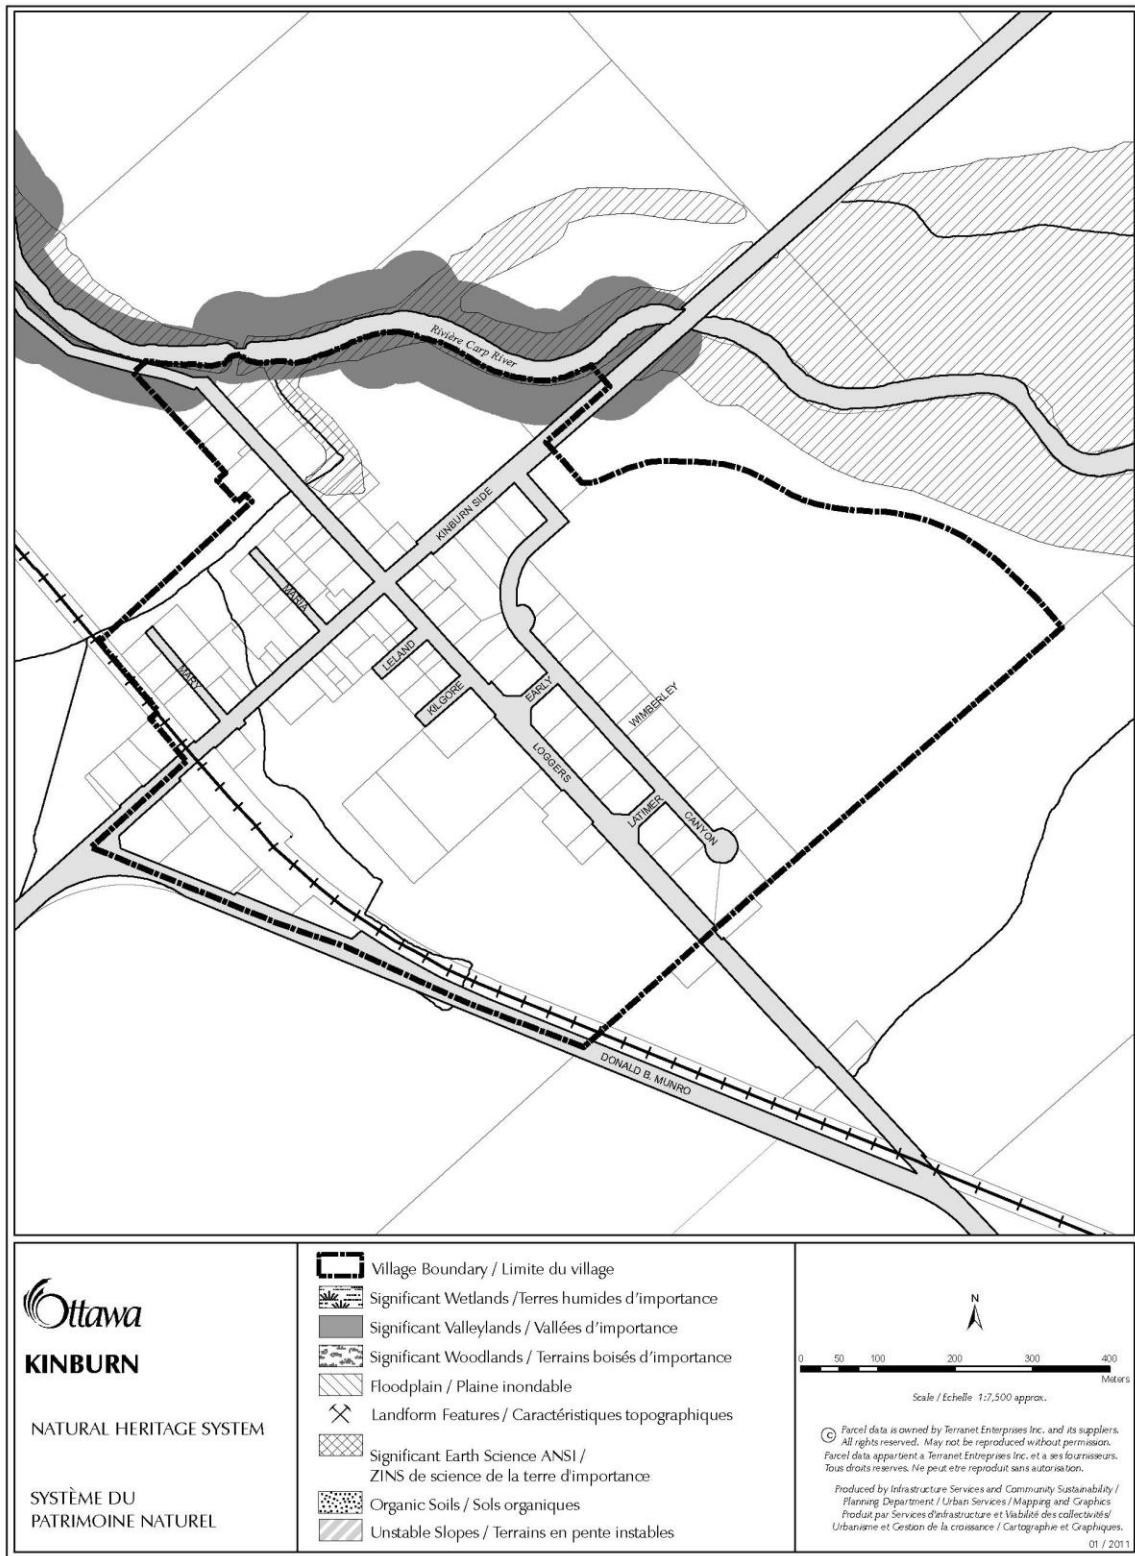 Rivière Carp River
KINBURN SIDE
MARIA
MARY
LELAND
KILGORE
EARLY
WIMBERLEY
LOGGERS
LATIMER
CANYON
DONALD B. MUNRO
Ottawa
KINBURN
NATURAL HERITAGE SYSTEM
SYSTÈME DU
PATRIMOINE NATUREL
Village Boundary / Limite du village
Significant Wetlands /Terres humides d'importance
Significant Valleylands / Vallées d'importance
Significant Woodlands / Terrains boisés d'importance
Floodplain / Plaine inondable
Landform Features / Caractéristiques topographiques
Significant Earth Science ANSI /
ZINS de science de la terre d'importance
Organic Soils / Sols organiques
Unstable Slopes / Terrains en pente instables
N
0 50 100 200 300 400
Meters
Scale / Echelle 1:7,500 approx.
© Parcel data is owned by Terranet Enterprises Inc. and its suppliers.
All rights reserved. May not be reproduced without permission.
Parcel data appartient a Terranet Entreprises Inc. et a ses fournisseurs.
Tous droits reserves. Ne peut etre reproduit sans autorisation.
Produced by Infrastructure Services and Community Sustainability /
Planning Department / Urban Services / Mapping and Graphics
Produit par Services d'infrastructure et Viabilité des collectivités/
Urbanisme et Gestion de la croissance / Cartographie et Graphiques.
01 / 2011